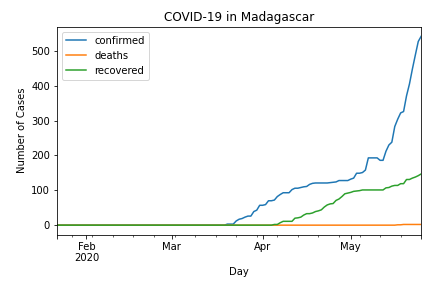 COVID-19 in Madagascar
confirmed
deaths
recovered
Number of Cases
500
400
300
200
100
0
Feb
2020
Mar
Apr
May
Day